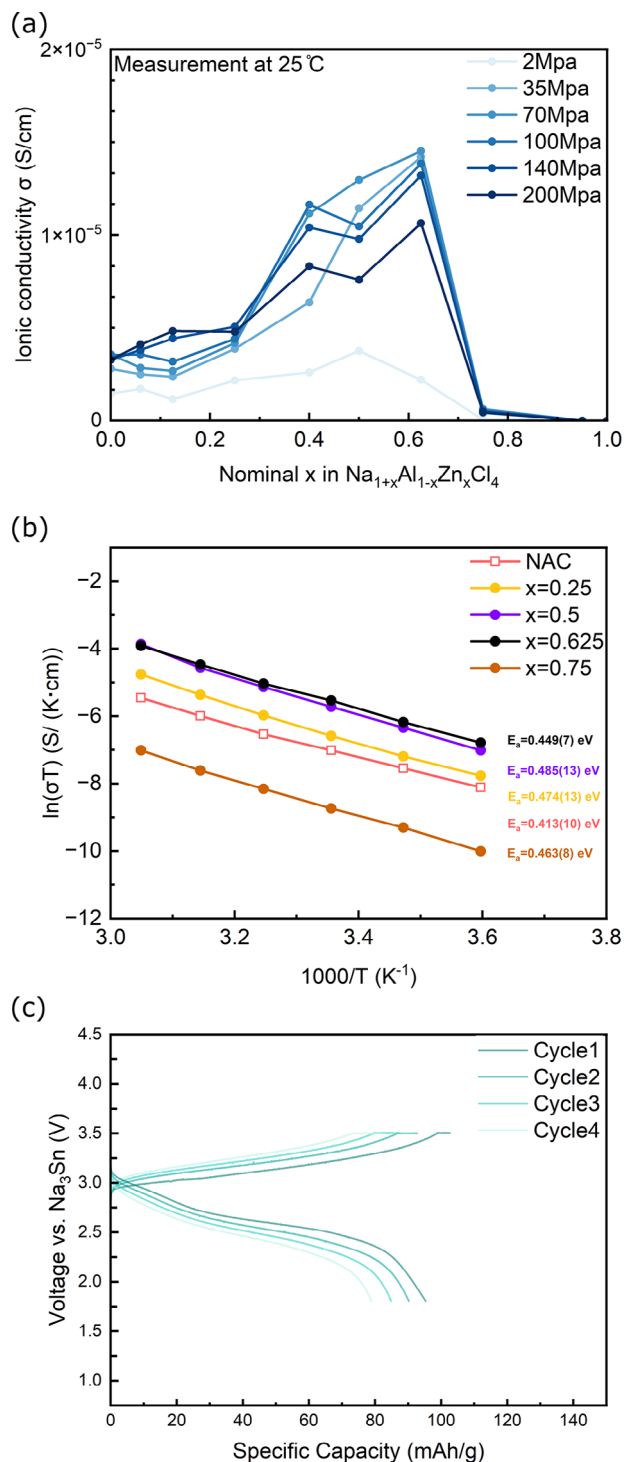 (a)
2×10⁻⁵
1×10⁻⁵
0
Ionic conductivity σ (S/cm)
Measurement at 25℃
2Mpa
35Mpa
70Mpa
100Mpa
140Mpa
200Mpa
0.0 0.2 0.4 0.6 0.8 1.0
Nominal x in Na₁₊ₓAl₁₋ₓZnₓCl₄
(b)
−2
−4
−6
−8
−10
−12
ln(σT) (S/ (K·cm))
NAC
x=0.25
x=0.5
x=0.625
x=0.75
Eₐ=0.449(7) eV
Eₐ=0.485(13) eV
Eₐ=0.474(13) eV
Eₐ=0.413(10) eV
Eₐ=0.463(8) eV
3.0 3.2 3.4 3.6 3.8
1000/T (K⁻¹)
(c)
4.5
4.0
3.5
3.0
2.5
2.0
1.5
1.0
Voltage vs. Na₃Sn (V)
Cycle1
Cycle2
Cycle3
Cycle4
0 20 40 60 80 100 120 140
Specific Capacity (mAh/g)